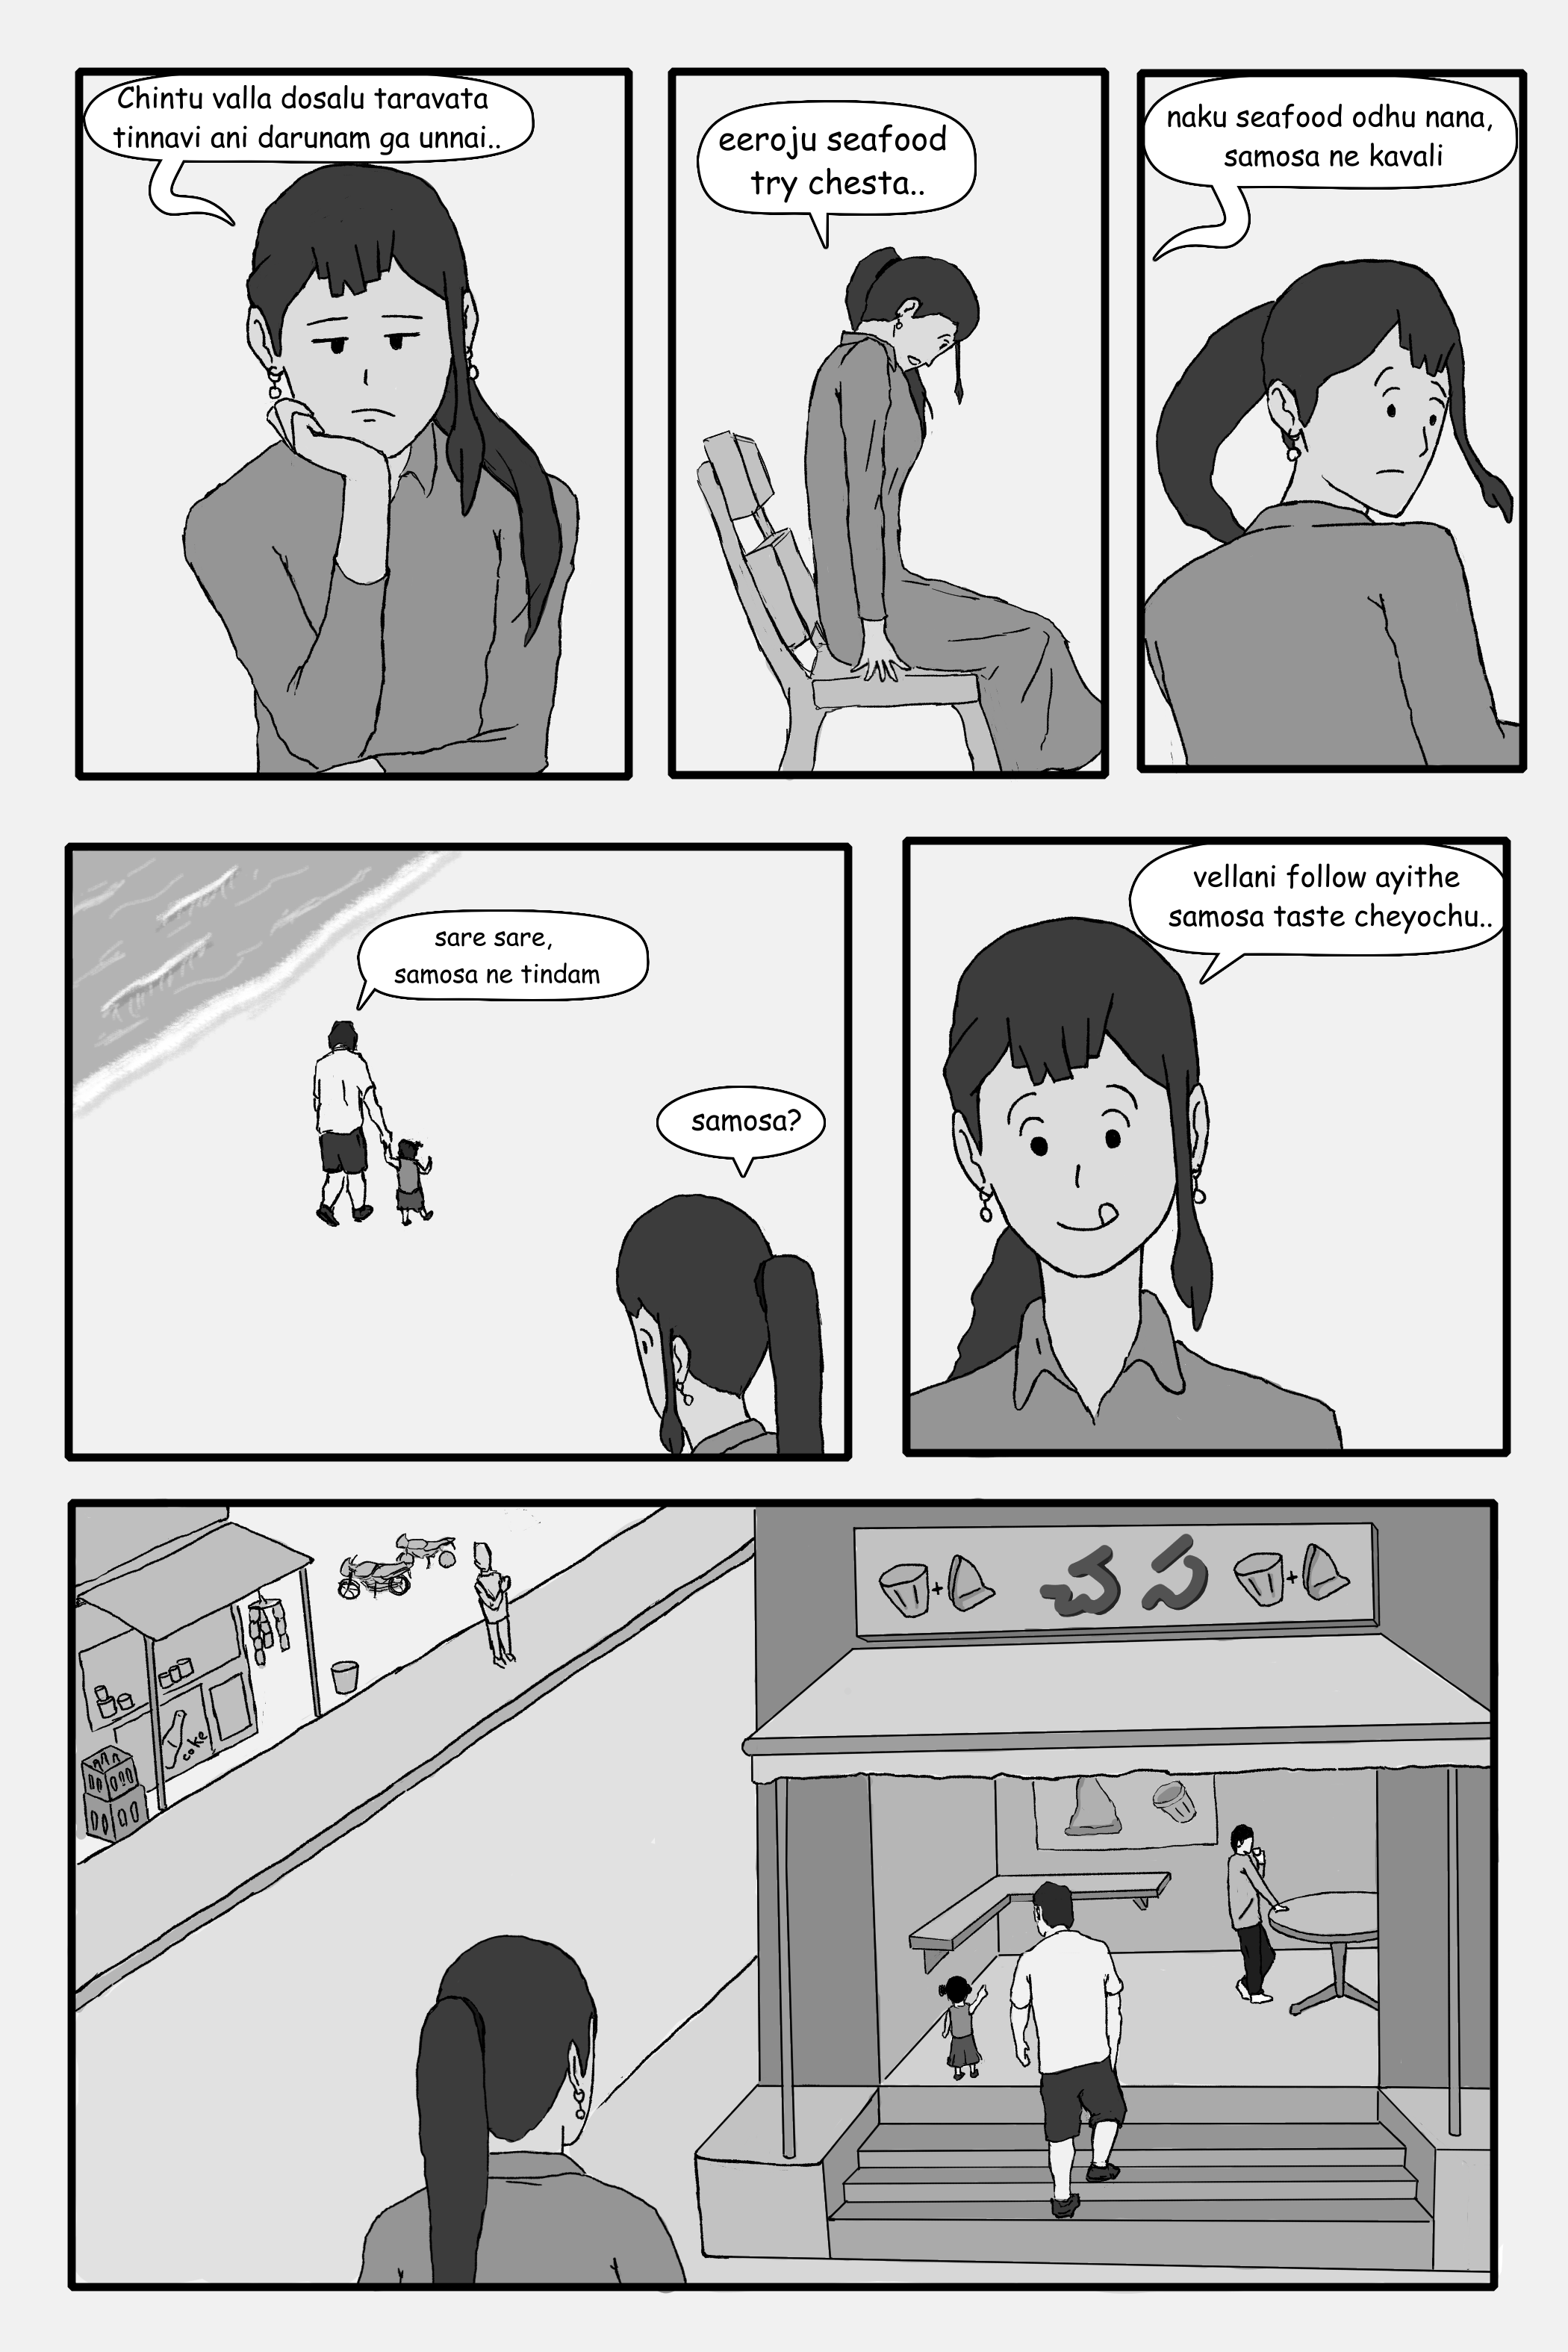 Chintu valla dosalu taravata
tinnavi ani darunam ga unnai..
eeroju seafood
try chesta..
naku seafood odhu nana,
samosa ne kavali
sare sare,
samosa ne tindam
samosa?
vellani follow ayithe
samosa taste cheyochu..
+ చ స +
coke